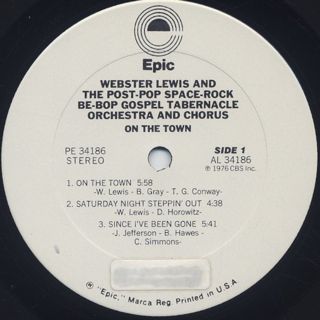 Epic
WEBSTER LEWIS AND
THE POST-POP SPACE-ROCK
BE-BOP GOSPEL TABERNACLE
ORCHESTRA AND CHORUS
ON THE TOWN
PE 34186 SIDE 1
STEREO AL 34186
℗ 1976 CBS Inc.
1. ON THE TOWN 5:58
-W. Lewis - B. Gray - T. G. Conway-
2. SATURDAY NIGHT STEPPIN' OUT 4:38
-W. Lewis - D. Horowitz-
3. SINCE I'VE BEEN GONE 5:41
-J. Jefferson - B. Hawes -
C. Simmons-
® "Epic," Marca Reg. Printed in U.S.A.